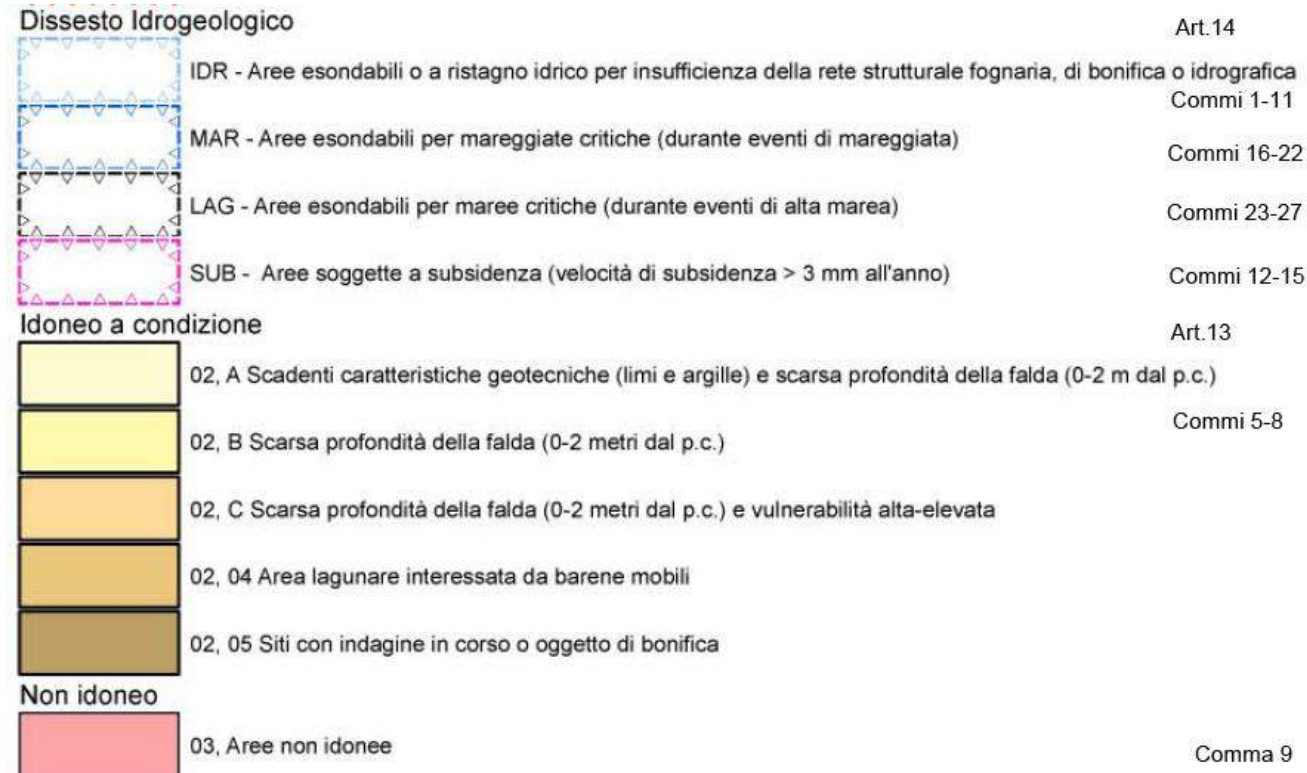 Dissesto Idrogeologico
Art.14
IDR - Aree esondabili o a ristagno idrico per insufficienza della rete strutturale fognaria, di bonifica o idrografica
Commi 1-11
MAR - Aree esondabili per mareggiate critiche (durante eventi di mareggiata)
Commi 16-22
LAG - Aree esondabili per maree critiche (durante eventi di alta marea)
Commi 23-27
SUB - Aree soggette a subsidenza (velocità di subsidenza > 3 mm all'anno)
Commi 12-15
Idoneo a condizione
Art.13
02, A Scadenti caratteristiche geotecniche (limi e argille) e scarsa profondità della falda (0-2 m dal p.c.)
Commi 5-8
02, B Scarsa profondità della falda (0-2 metri dal p.c.)
02, C Scarsa profondità della falda (0-2 metri dal p.c.) e vulnerabilità alta-elevata
02, 04 Area lagunare interessata da barene mobili
02, 05 Siti con indagine in corso o oggetto di bonifica
Non idoneo
03, Aree non idonee
Comma 9